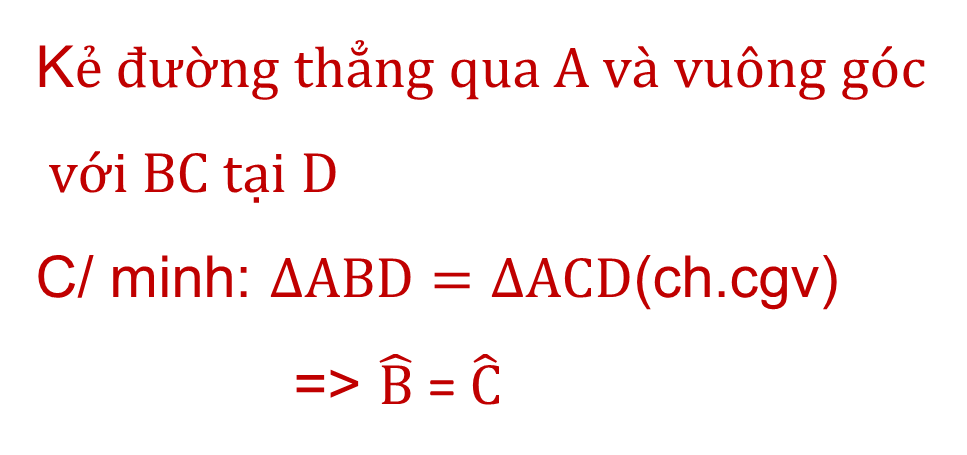 Kẻ đường thẳng qua A và vuông góc
với BC tại D
C/ minh: ΔABD = ΔACD(ch.cgv)
=> B̂ = Ĉ